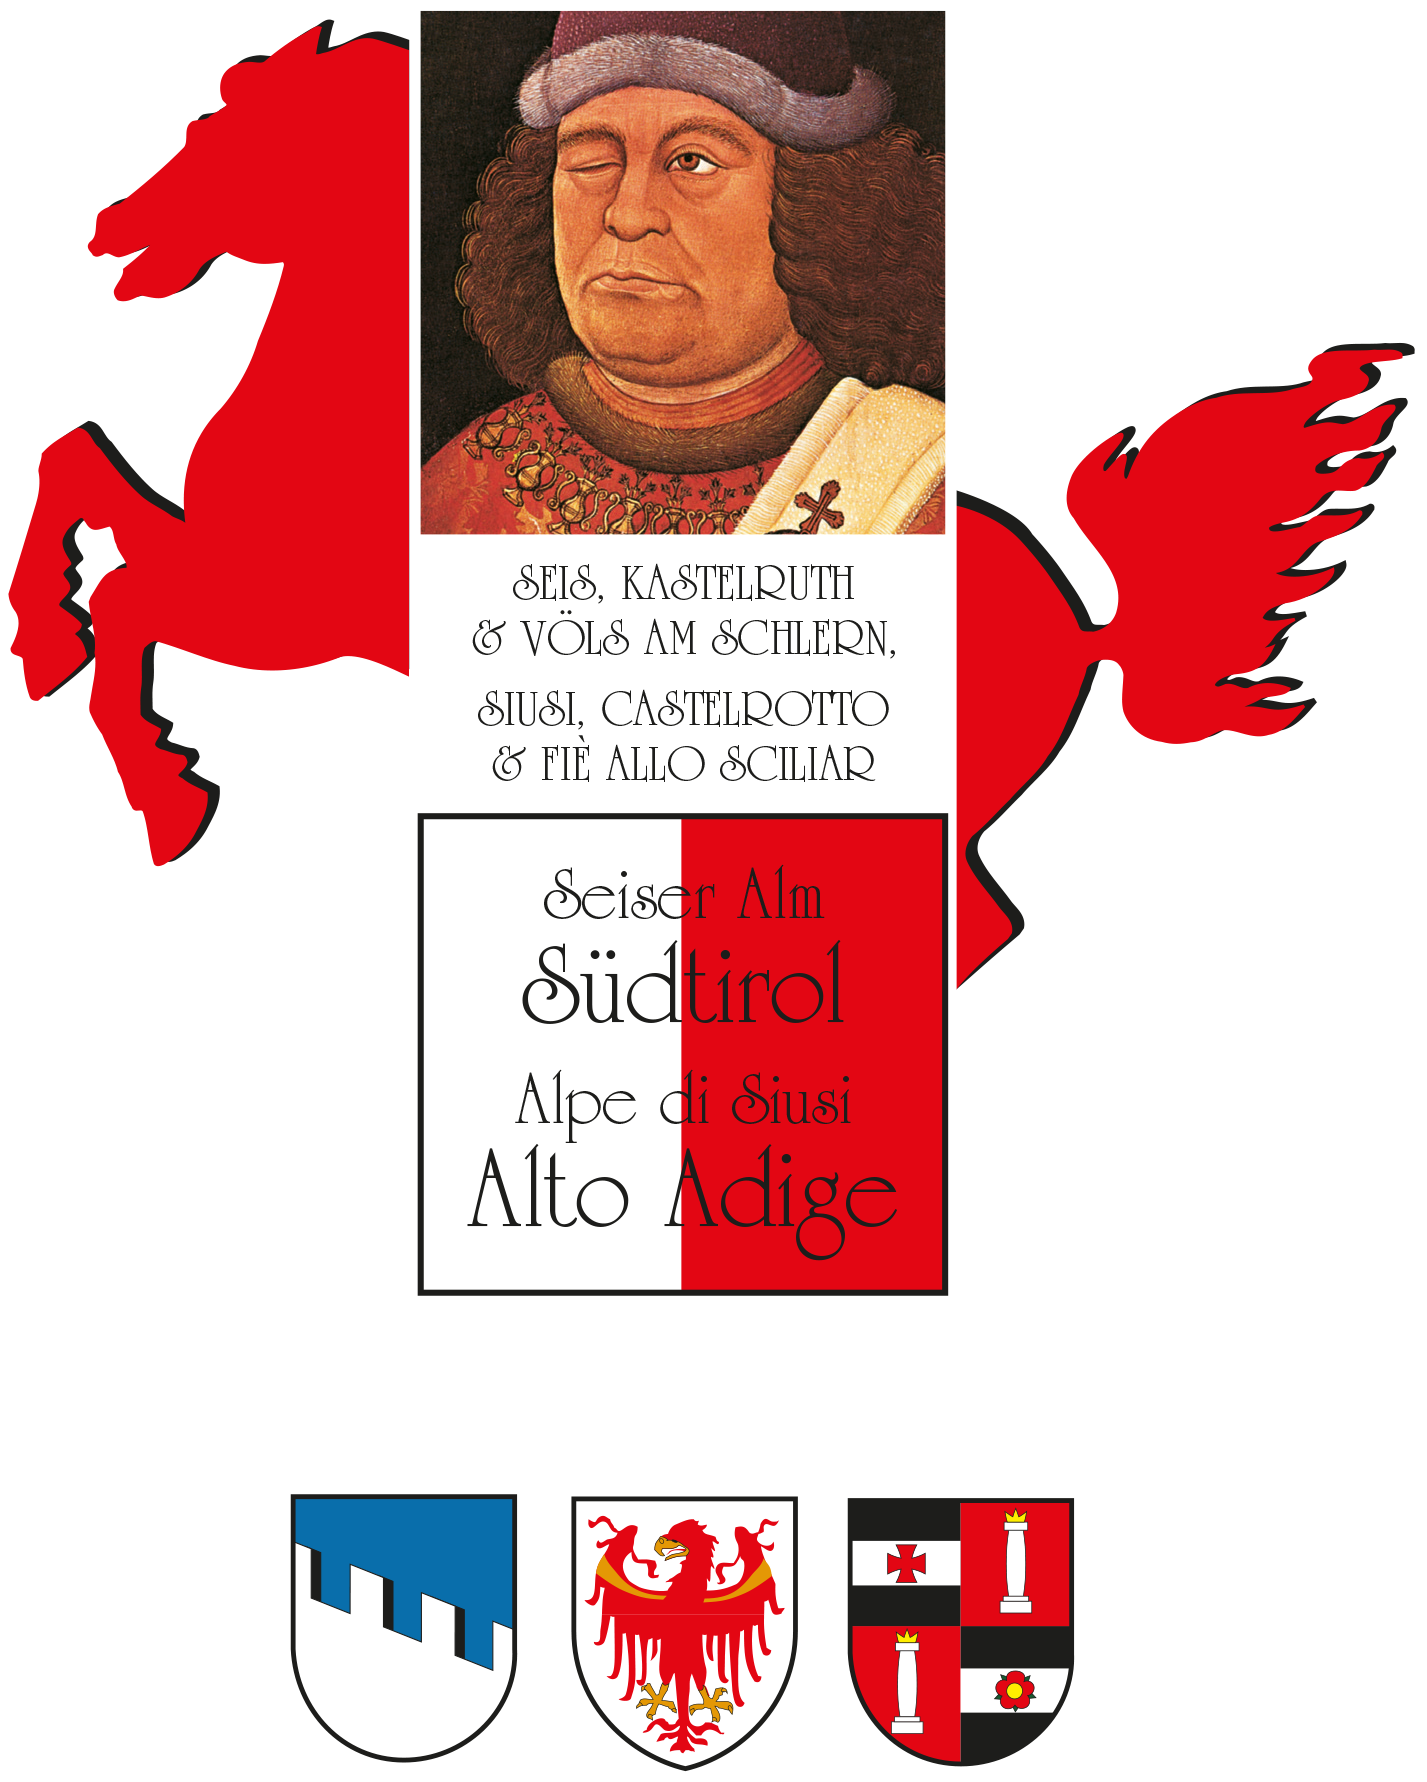 SEIS, KASTELRUTH
& VÖLS AM SCHLERN,
SIUSI, CASTELROTTO
& FIÈ ALLO SCILIAR
Seiser Alm
Südtirol
Alpe di Siusi
Alto Adige